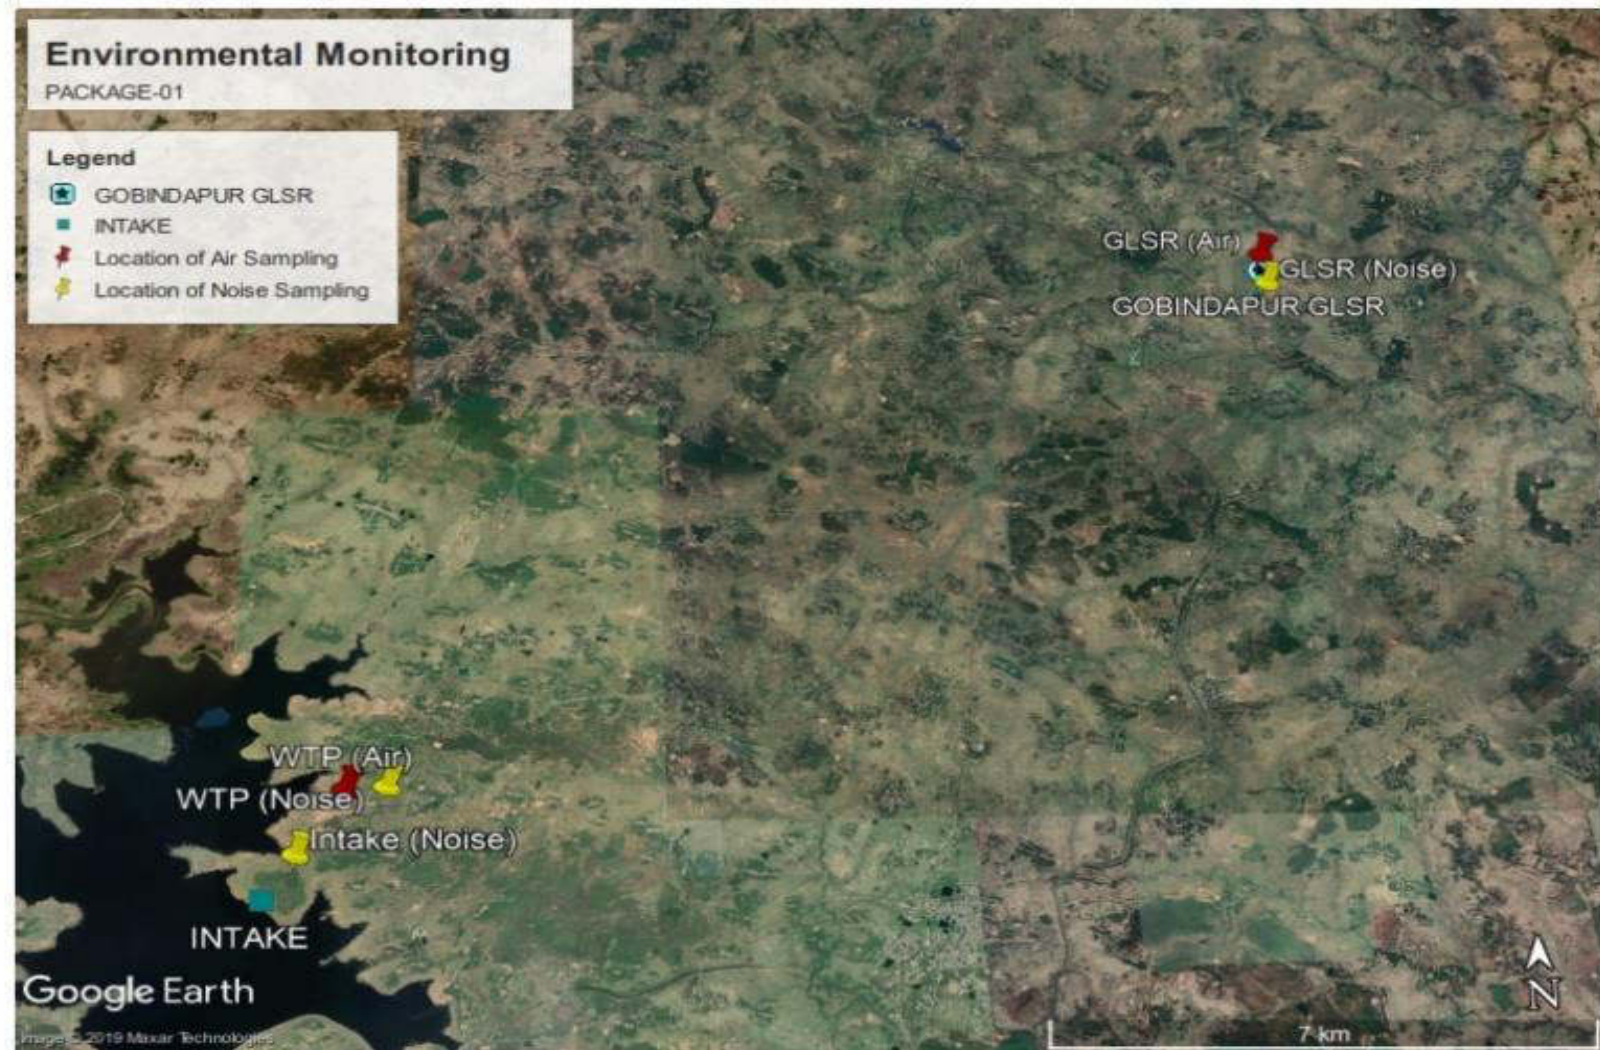 Environmental Monitoring
PACKAGE-01
Legend
GOBINDAPUR GLSR
INTAKE
Location of Air Sampling
Location of Noise Sampling
GLSR (Air)
GLSR (Noise)
GOBINDAPUR GLSR
WTP (Air)
WTP (Noise)
Intake (Noise)
INTAKE
Google Earth
Image © 2019 Maxar Technologies
N
7 km